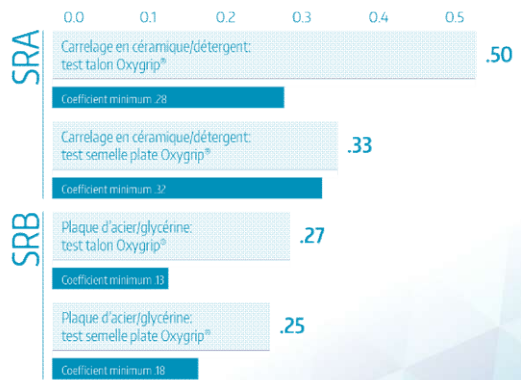 0.0 0.1 0.2 0.3 0.4 0.5
SRA
Carrelage en céramique/détergent:
test talon Oxygrip®
.50
Coefficient minimum .28
Carrelage en céramique/détergent:
test semelle plate Oxygrip®
.33
Coefficient minimum .32
SRB
Plaque d'acier/glycérine:
test talon Oxygrip®
.27
Coefficient minimum .13
Plaque d'acier/glycérine:
test semelle plate Oxygrip®
.25
Coefficient minimum .18